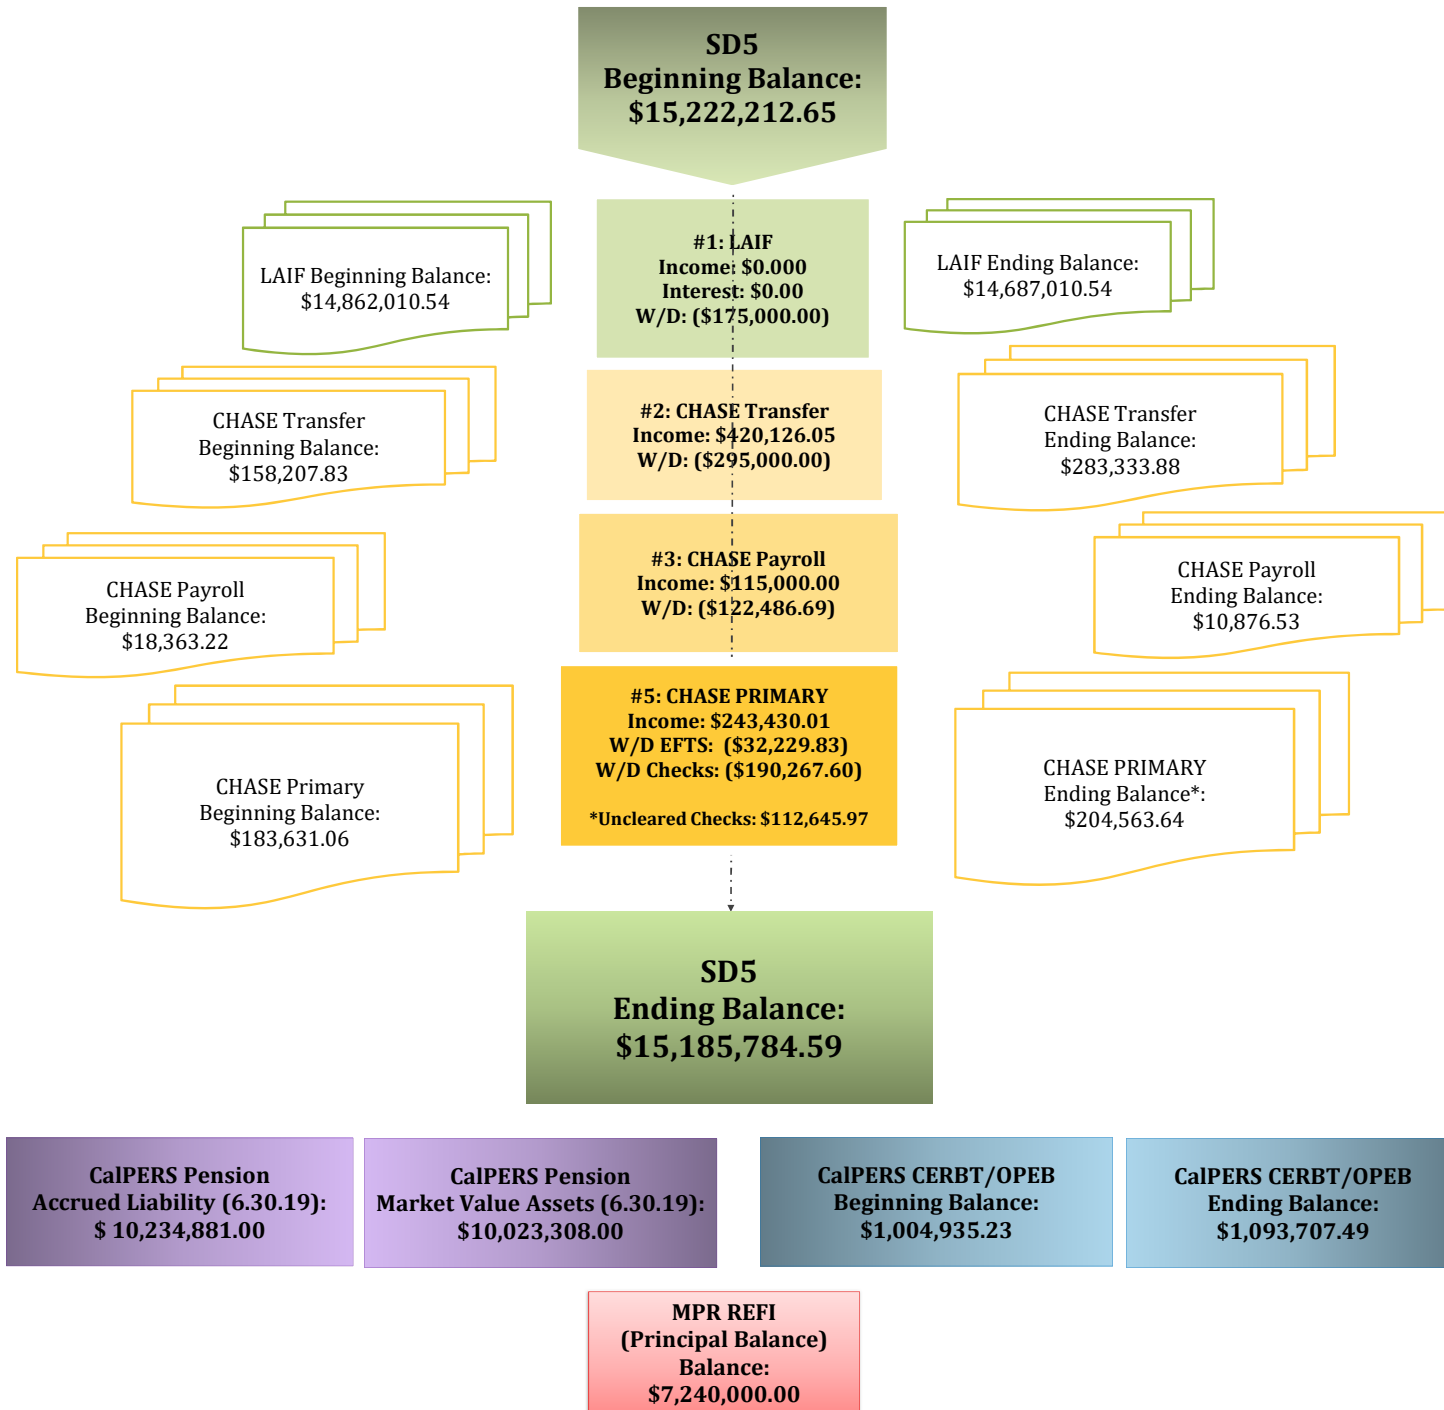 SD5
Beginning Balance:
$15,222,212.65
LAIF Beginning Balance:
$14,862,010.54
#1: LAIF
Income: $0.000
Interest: $0.00
W/D: ($175,000.00)
LAIF Ending Balance:
$14,687,010.54
CHASE Transfer
Beginning Balance:
$158,207.83
#2: CHASE Transfer
Income: $420,126.05
W/D: ($295,000.00)
CHASE Transfer
Ending Balance:
$283,333.88
CHASE Payroll
Beginning Balance:
$18,363.22
#3: CHASE Payroll
Income: $115,000.00
W/D: ($122,486.69)
CHASE Payroll
Ending Balance:
$10,876.53
CHASE Primary
Beginning Balance:
$183,631.06
#5: CHASE PRIMARY
Income: $243,430.01
W/D EFTS:  ($32,229.83)
W/D Checks: ($190,267.60)
*Uncleared Checks: $112,645.97
CHASE PRIMARY
Ending Balance*:
$204,563.64
SD5
Ending Balance:
$15,185,784.59
CalPERS Pension
Accrued Liability (6.30.19):
$ 10,234,881.00
CalPERS Pension
Market Value Assets (6.30.19):
$10,023,308.00
CalPERS CERBT/OPEB
Beginning Balance:
$1,004,935.23
CalPERS CERBT/OPEB
Ending Balance:
$1,093,707.49
MPR REFI
(Principal Balance)
Balance:
$7,240,000.00